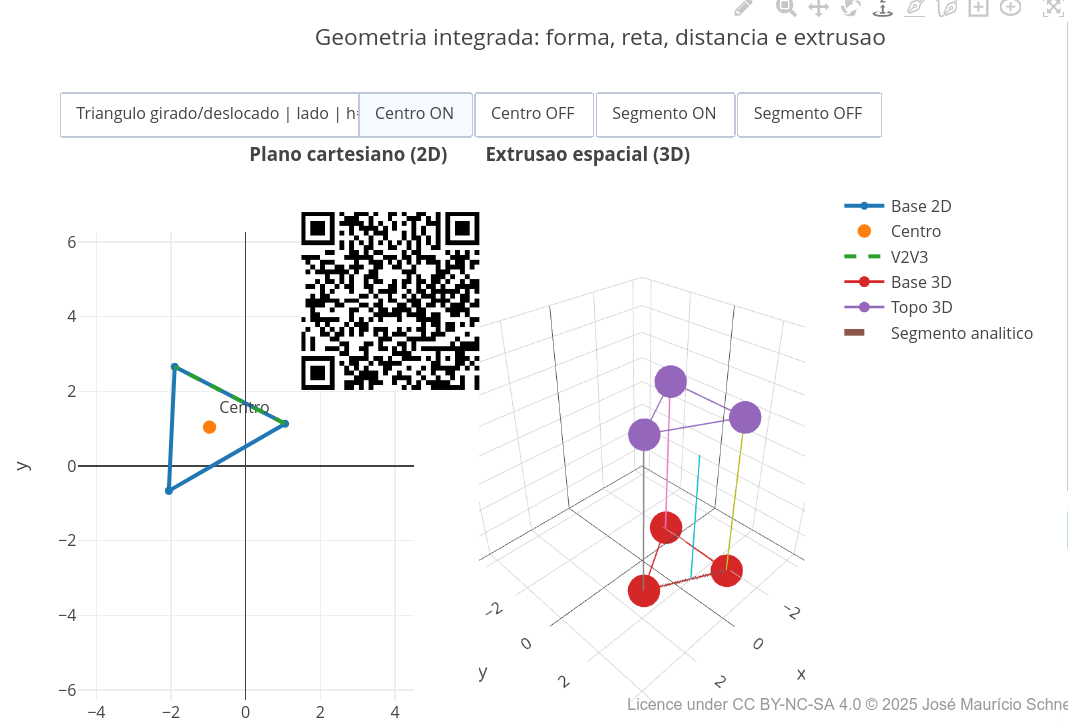 Geometria integrada: forma, reta, distancia e extrusao
Triangulo girado/deslocado | lado | h
Centro ON
Centro OFF
Segmento ON
Segmento OFF
Plano cartesiano (2D)
Extrusao espacial (3D)
Base 2D
Centro
V2V3
Base 3D
Topo 3D
Segmento analitico
6
4
2
0
−2
−4
−6
y
−4
−2
0
2
4
Centro
−2
0
2
y
−2
0
2
x
Licence under CC BY-NC-SA 4.0 © 2025 José Maurício Schne